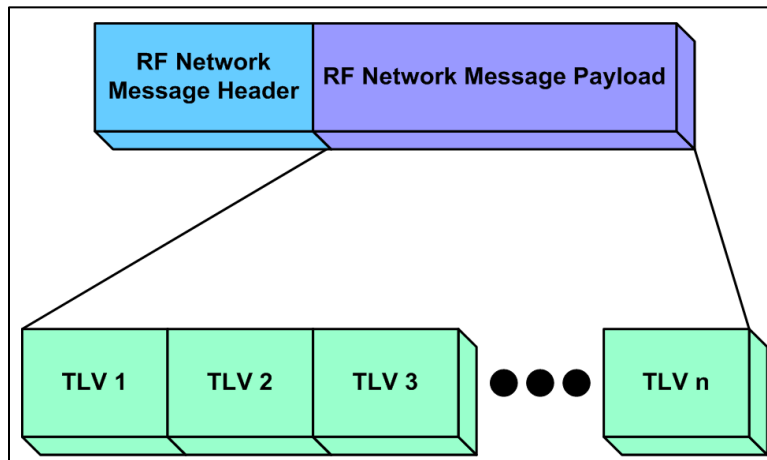 RF Network
Message Header
RF Network Message Payload
TLV 1
TLV 2
TLV 3
TLV n